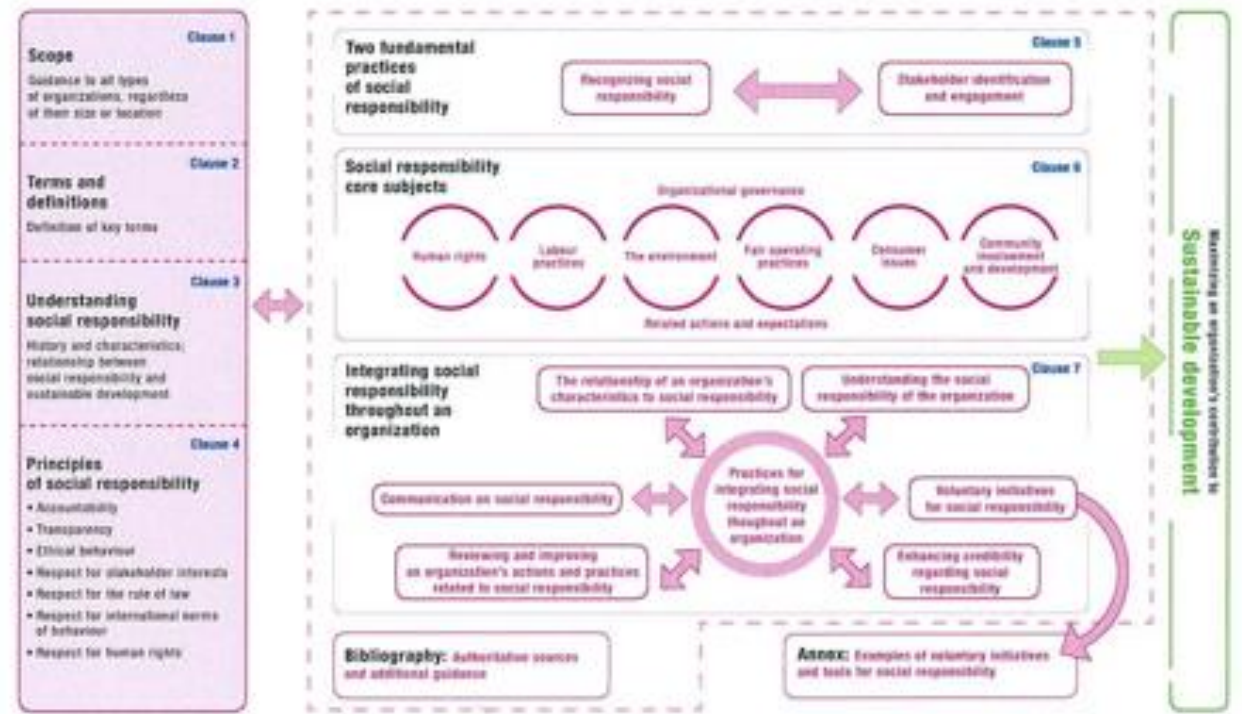 Clause 1
Scope
Guidance to all types
of organizations, regardless
of their size or location
Clause 2
Terms and
definitions
Definition of key terms
Clause 3
Understanding
social responsibility
History and characteristics;
relationship between
social responsibility and
sustainable development
Clause 4
Principles
of social responsibility
• Accountability
• Transparency
• Ethical behaviour
• Respect for stakeholder interests
• Respect for the rule of law
• Respect for international norms
of behaviour
• Respect for human rights
Clause 5
Two fundamental
practices
of social
responsibility
Recognizing social
responsibility
Stakeholder identification
and engagement
Clause 6
Social responsibility
core subjects
Organizational governance
Human rights
Labour
practices
The environment
Fair operating
practices
Consumer
issues
Community
involvement
and development
Related actions and expectations
Clause 7
Integrating social
responsibility
throughout an
organization
The relationship of an organization's
characteristics to social responsibility
Understanding the social
responsibility of the organization
Practices for
integrating social
responsibility
thoughout an
organization
Communication on social responsibility
Voluntary initiatives
for social responsibility
Reviewing and improving
an organization's actions and practices
related to social responsibility
Enhancing credibility
regarding social
responsibility
Bibliography: Authoritative sources
and additional guidance
Annex: Examples of voluntary initiatives
and tools for social responsibility
Maximizing an organization's contribution to
Sustainable development